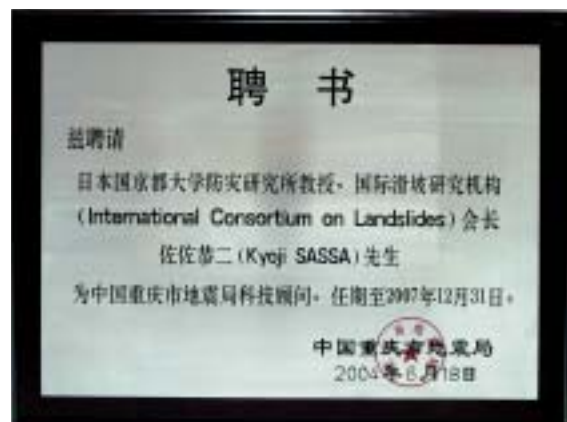 聘 书
兹聘请
日本国京都大学防灾研究所教授、国际滑坡研究机构
(International Consortium on Landslides)会长
佐佐恭二(Kyoji SASSA)先生
为中国重庆市地震局科技顾问。任期至2007年12月31日。
中国重庆市地震局
2004年6月18日